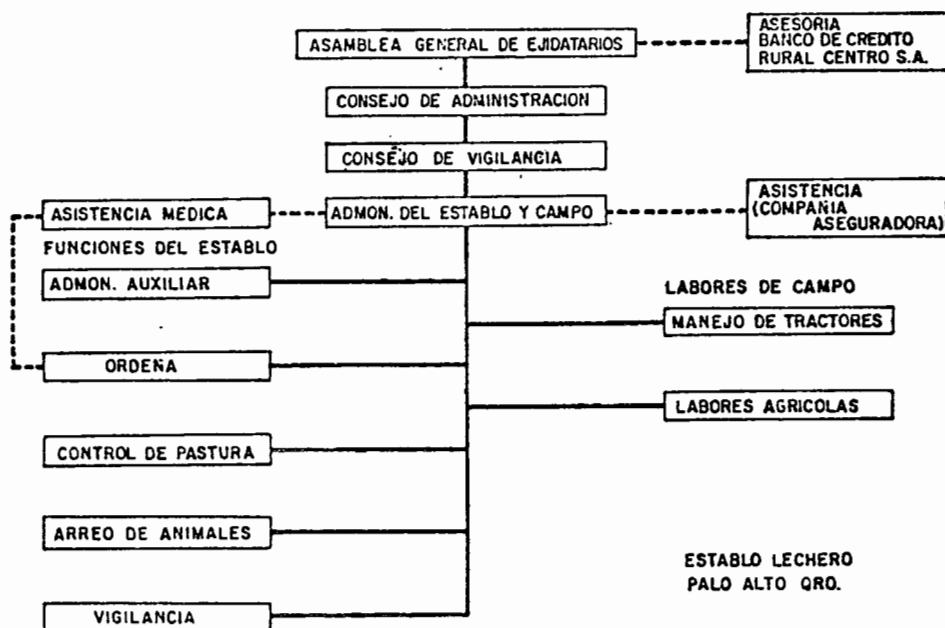 ASAMBLEA GENERAL DE EJIDATARIOS
ASESORIA
BANCO DE CREDITO
RURAL CENTRO S.A.
CONSEJO DE ADMINISTRACION
CONSEJO DE VIGILANCIA
ASISTENCIA MEDICA
ADMON. DEL ESTABLO Y CAMPO
ASISTENCIA
(COMPAÑIA
ASEGURADORA)
FUNCIONES DEL ESTABLO
ADMON. AUXILIAR
LABORES DE CAMPO
MANEJO DE TRACTORES
ORDEÑA
LABORES AGRICOLAS
CONTROL DE PASTURA
ARREO DE ANIMALES
ESTABLO LECHERO
PALO ALTO QRO.
VIGILANCIA